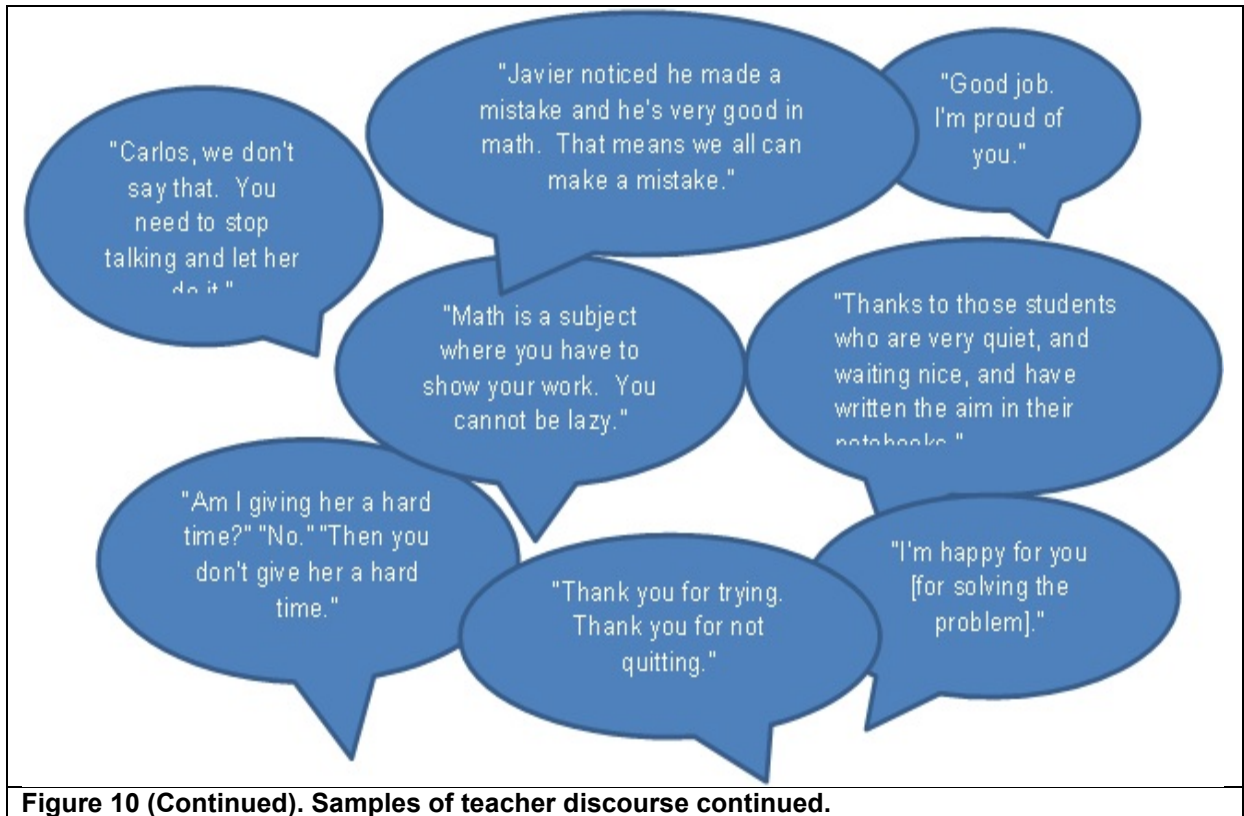 "Javier noticed he made a
mistake and he's very good in
math. That means we all can
make a mistake."
"Good job.
I'm proud of
you."
"Carlos, we don't
say that. You
need to stop
talking and let her
do it."
"Math is a subject
where you have to
show your work. You
cannot be lazy."
"Thanks to those students
who are very quiet, and
waiting nice, and have
written the aim in their
notebooks."
"Am I giving her a hard
time?" "No." "Then you
don't give her a hard
time."
"Thank you for trying.
Thank you for not
quitting."
"I'm happy for you
[for solving the
problem]."
Figure 10 (Continued). Samples of teacher discourse continued.